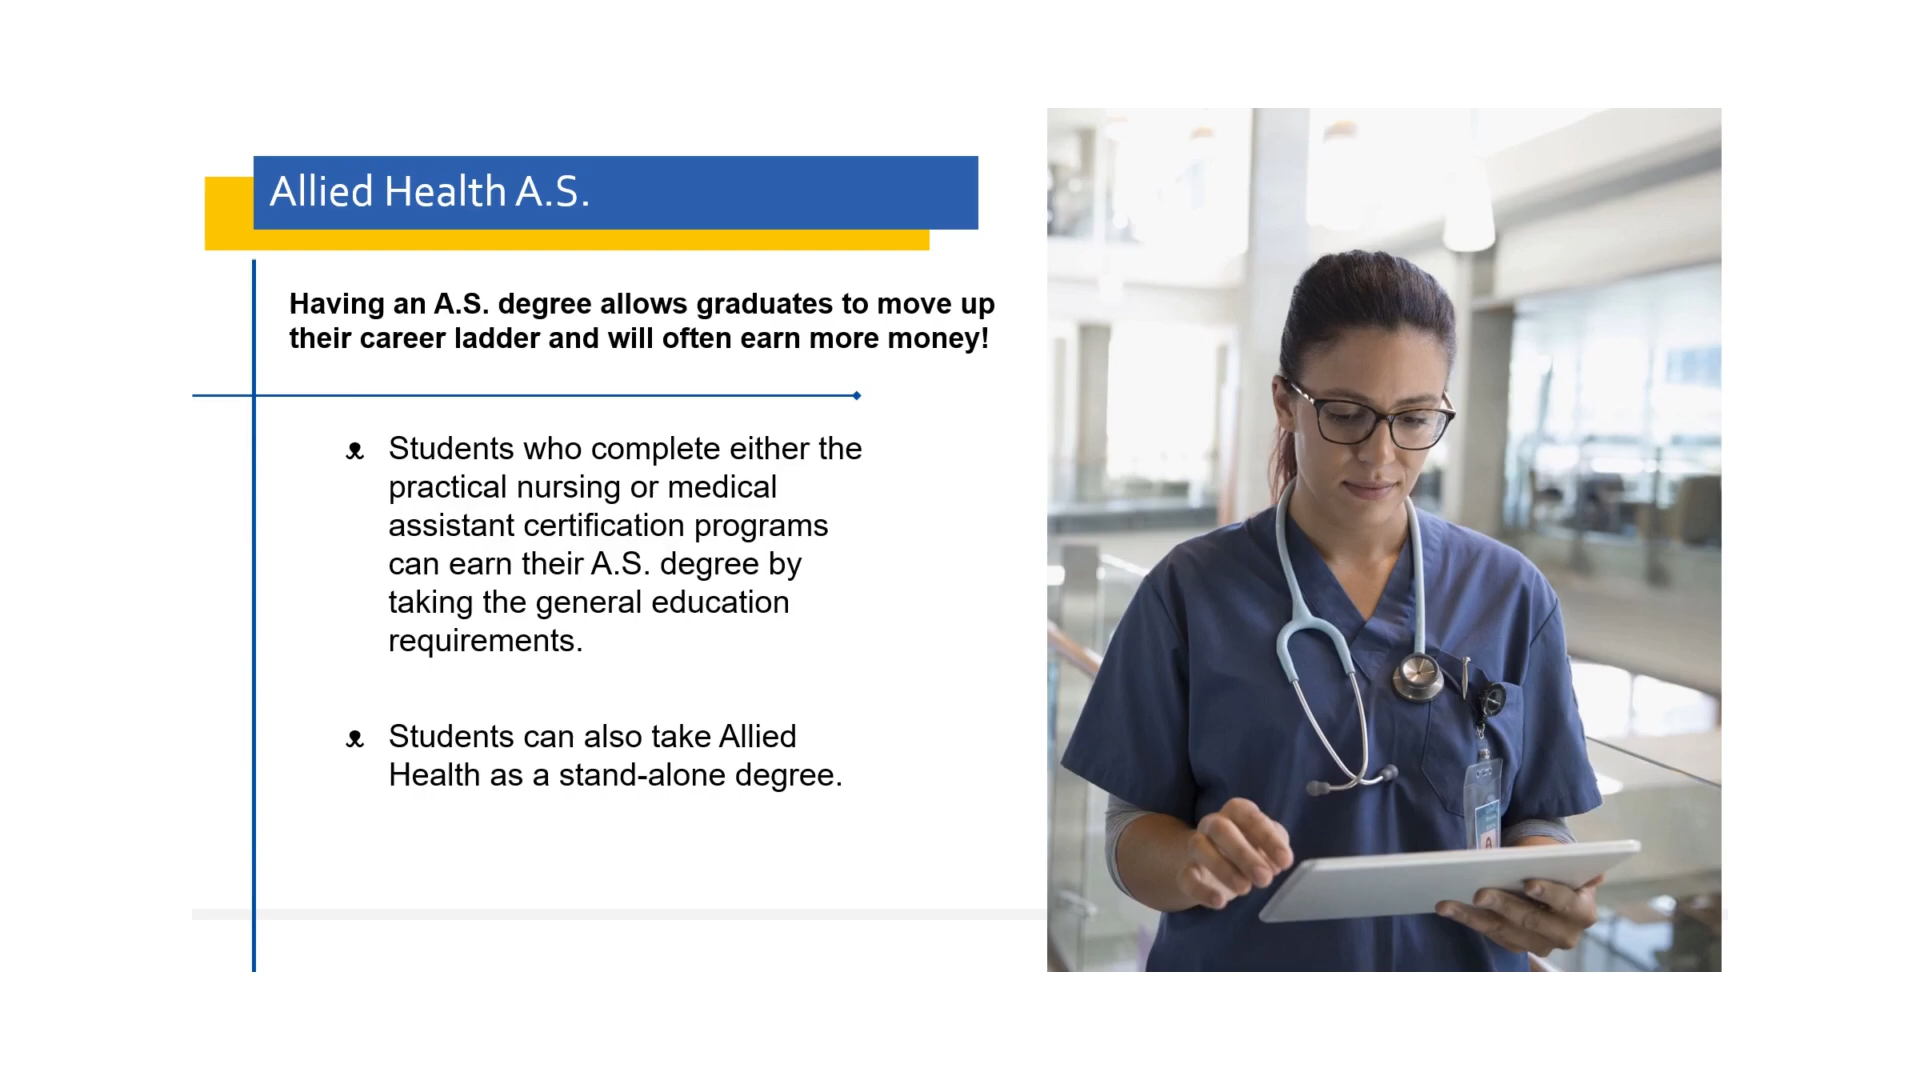 Allied Health A.S.
Having an A.S. degree allows graduates to move up
their career ladder and will often earn more money!
Students who complete either the
practical nursing or medical
assistant certification programs
can earn their A.S. degree by
taking the general education
requirements.
Students can also take Allied
Health as a stand-alone degree.